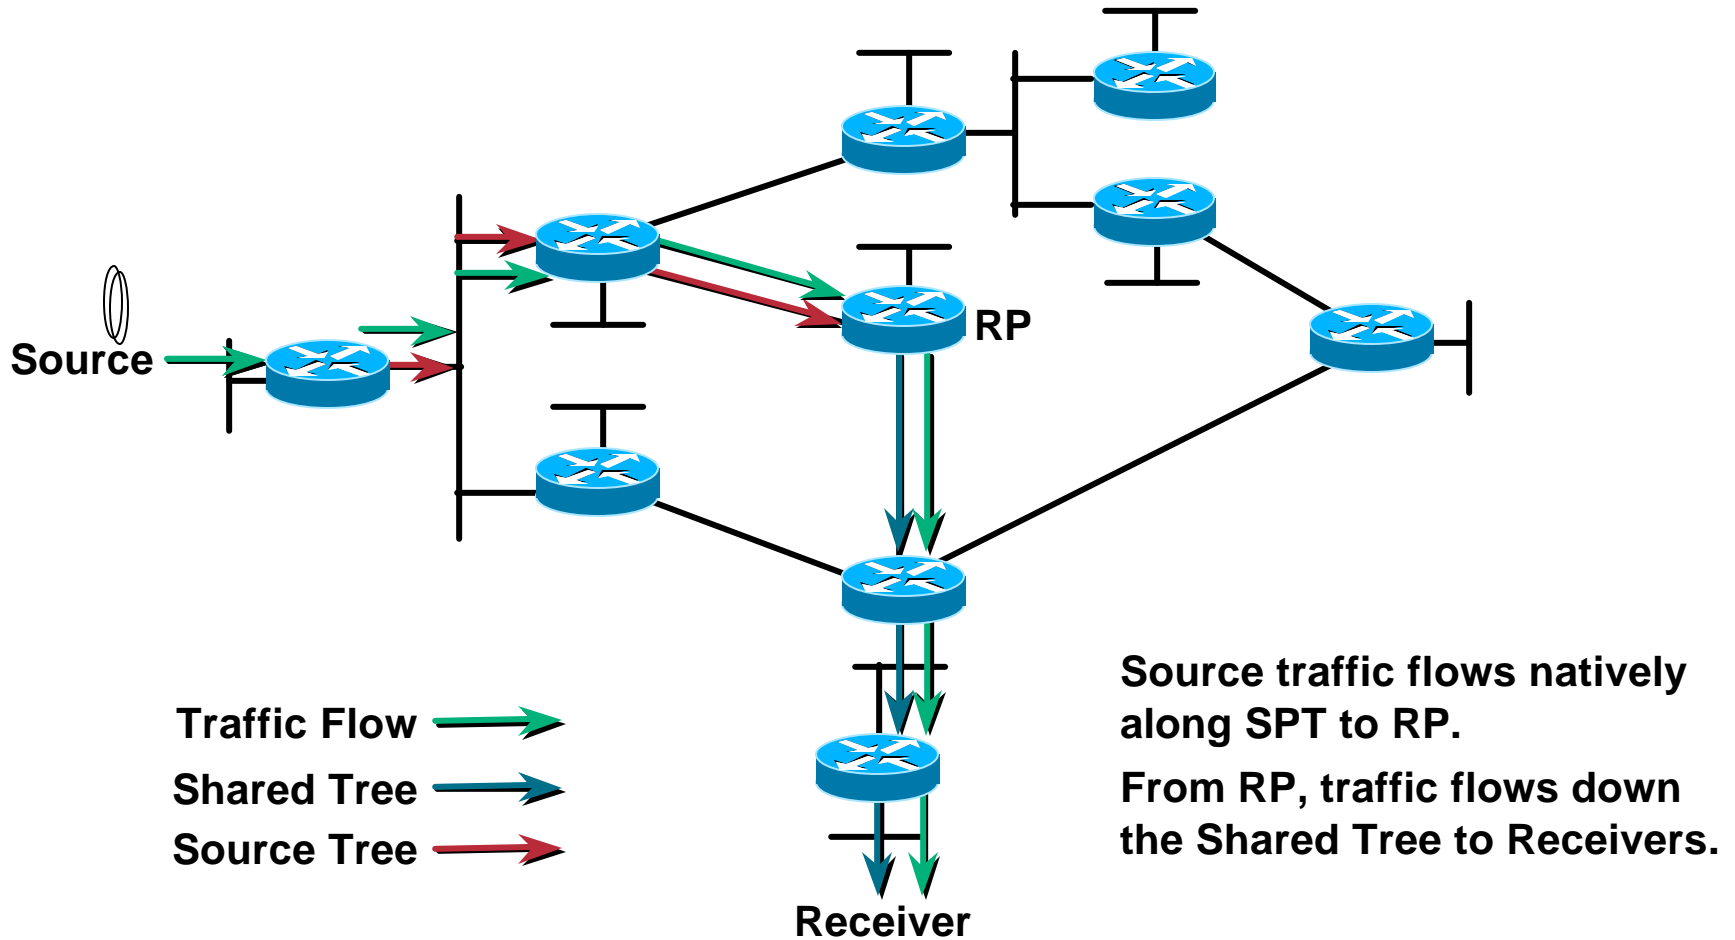 RP
Source
Traffic Flow
Shared Tree
Source Tree
Receiver
Source traffic flows natively
along SPT to RP.
From RP, traffic flows down
the Shared Tree to Receivers.